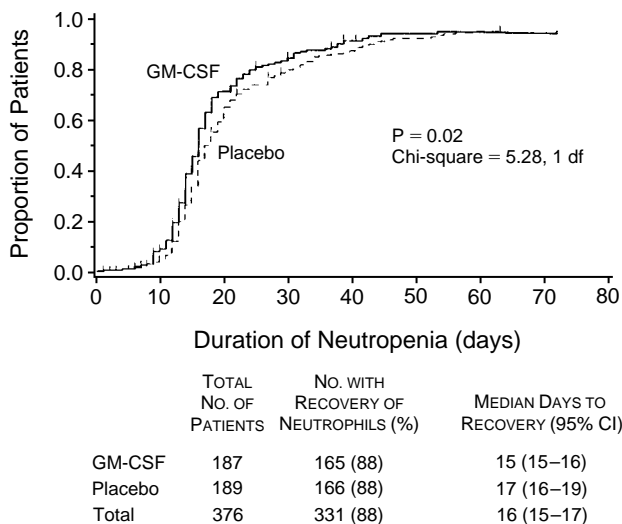 Proportion of Patients
1.0
0.8
0.6
0.4
0.2
0.0
GM-CSF
Placebo
P = 0.02
Chi-square = 5.28, 1 df
0 10 20 30 40 50 60 70 80
Duration of Neutropenia (days)
TOTAL NO. OF PATIENTS
NO. WITH RECOVERY OF NEUTROPHILS (%)
MEDIAN DAYS TO RECOVERY (95% CI)
GM-CSF 187 165 (88) 15 (15–16)
Placebo 189 166 (88) 17 (16–19)
Total 376 331 (88) 16 (15–17)